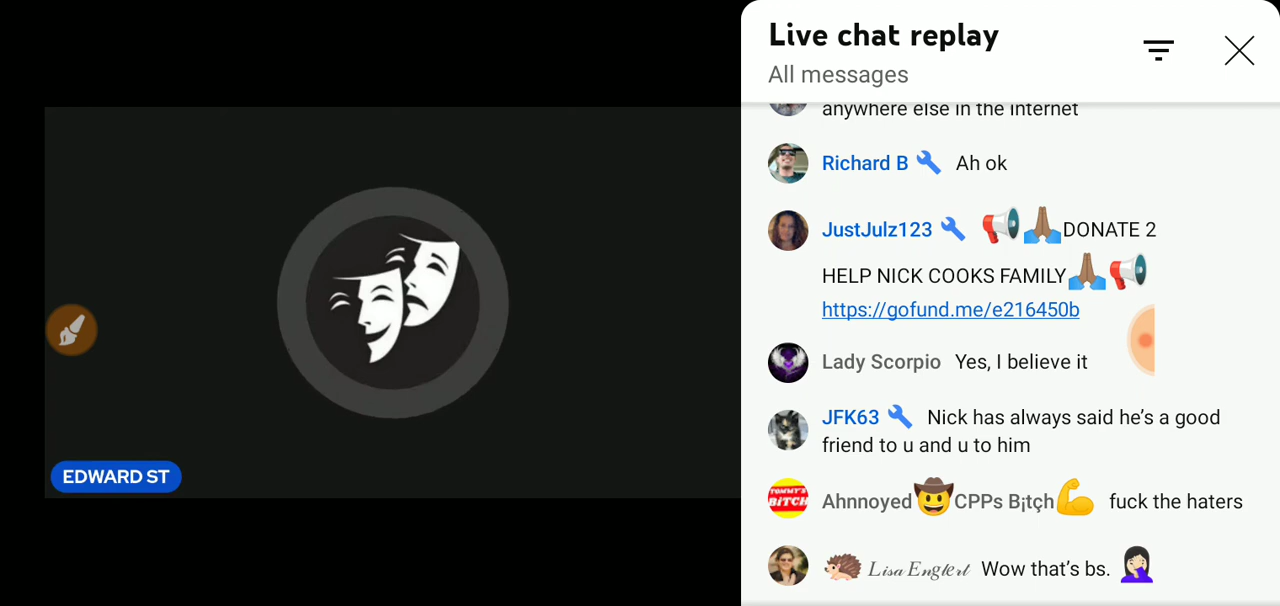 Live chat replay
All messages
anywhere else in the internet
Richard B Ah ok
JustJulz123 DONATE 2
HELP NICK COOKS FAMILY
https://gofund.me/e216450b
Lady Scorpio Yes, I believe it
JFK63 Nick has always said he’s a good
friend to u and u to him
TOMMY'S
BiTCH
Ahnnoyed🤠CPPs B¡tçh💪 fuck the haters
𝐿𝒾𝓈𝒶 𝐸𝓃𝑔𝓁𝑒𝓇𝓉 Wow that’s bs.
EDWARD ST